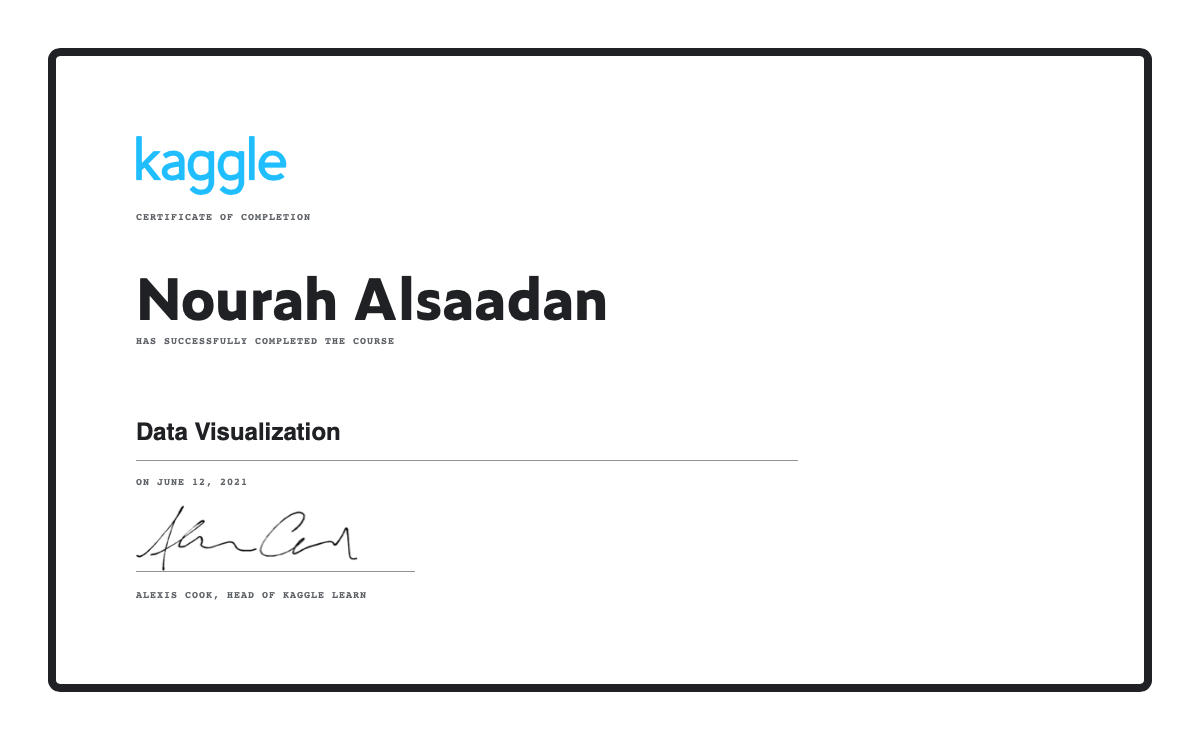 kaggle
CERTIFICATE OF COMPLETION
Nourah Alsaadan
HAS SUCCESSFULLY COMPLETED THE COURSE
Data Visualization
ON JUNE 12, 2021
ALEXIS COOK, HEAD OF KAGGLE LEARN